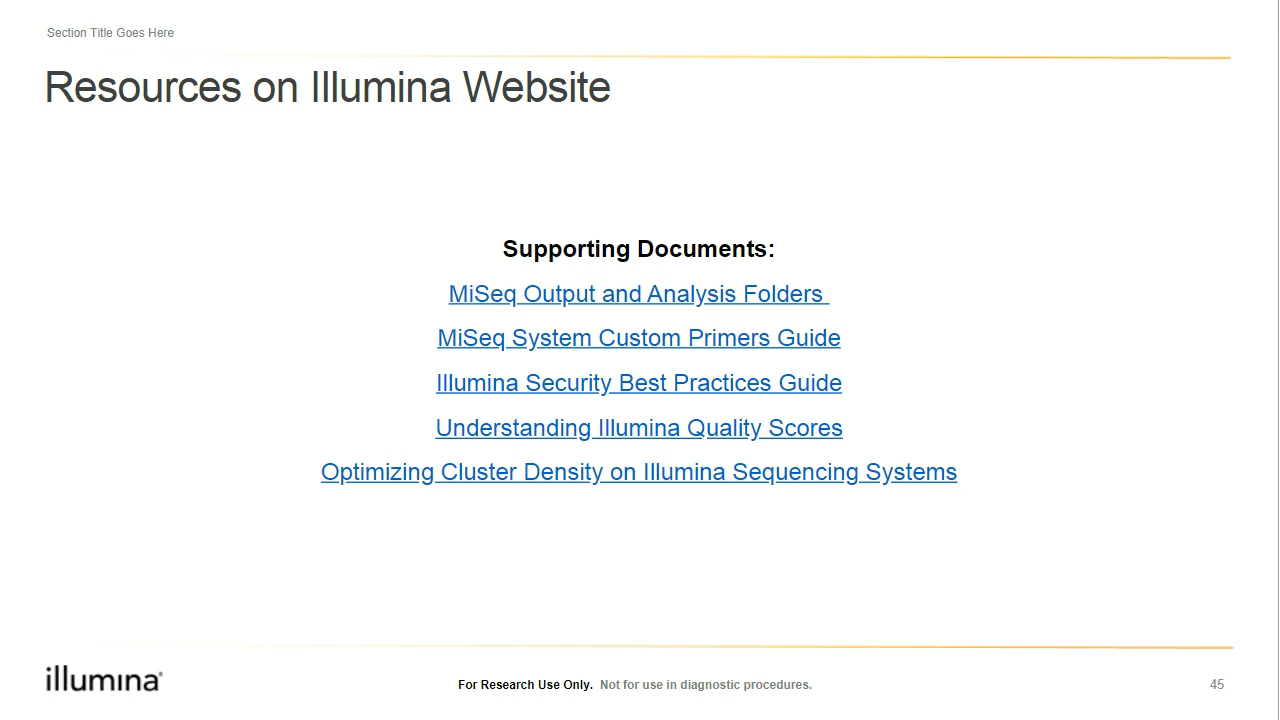 Section Title Goes Here
Resources on Illumina Website
Supporting Documents:
MiSeq Output and Analysis Folders
MiSeq System Custom Primers Guide
Illumina Security Best Practices Guide
Understanding Illumina Quality Scores
Optimizing Cluster Density on Illumina Sequencing Systems
illumina®
For Research Use Only. Not for use in diagnostic procedures.
45